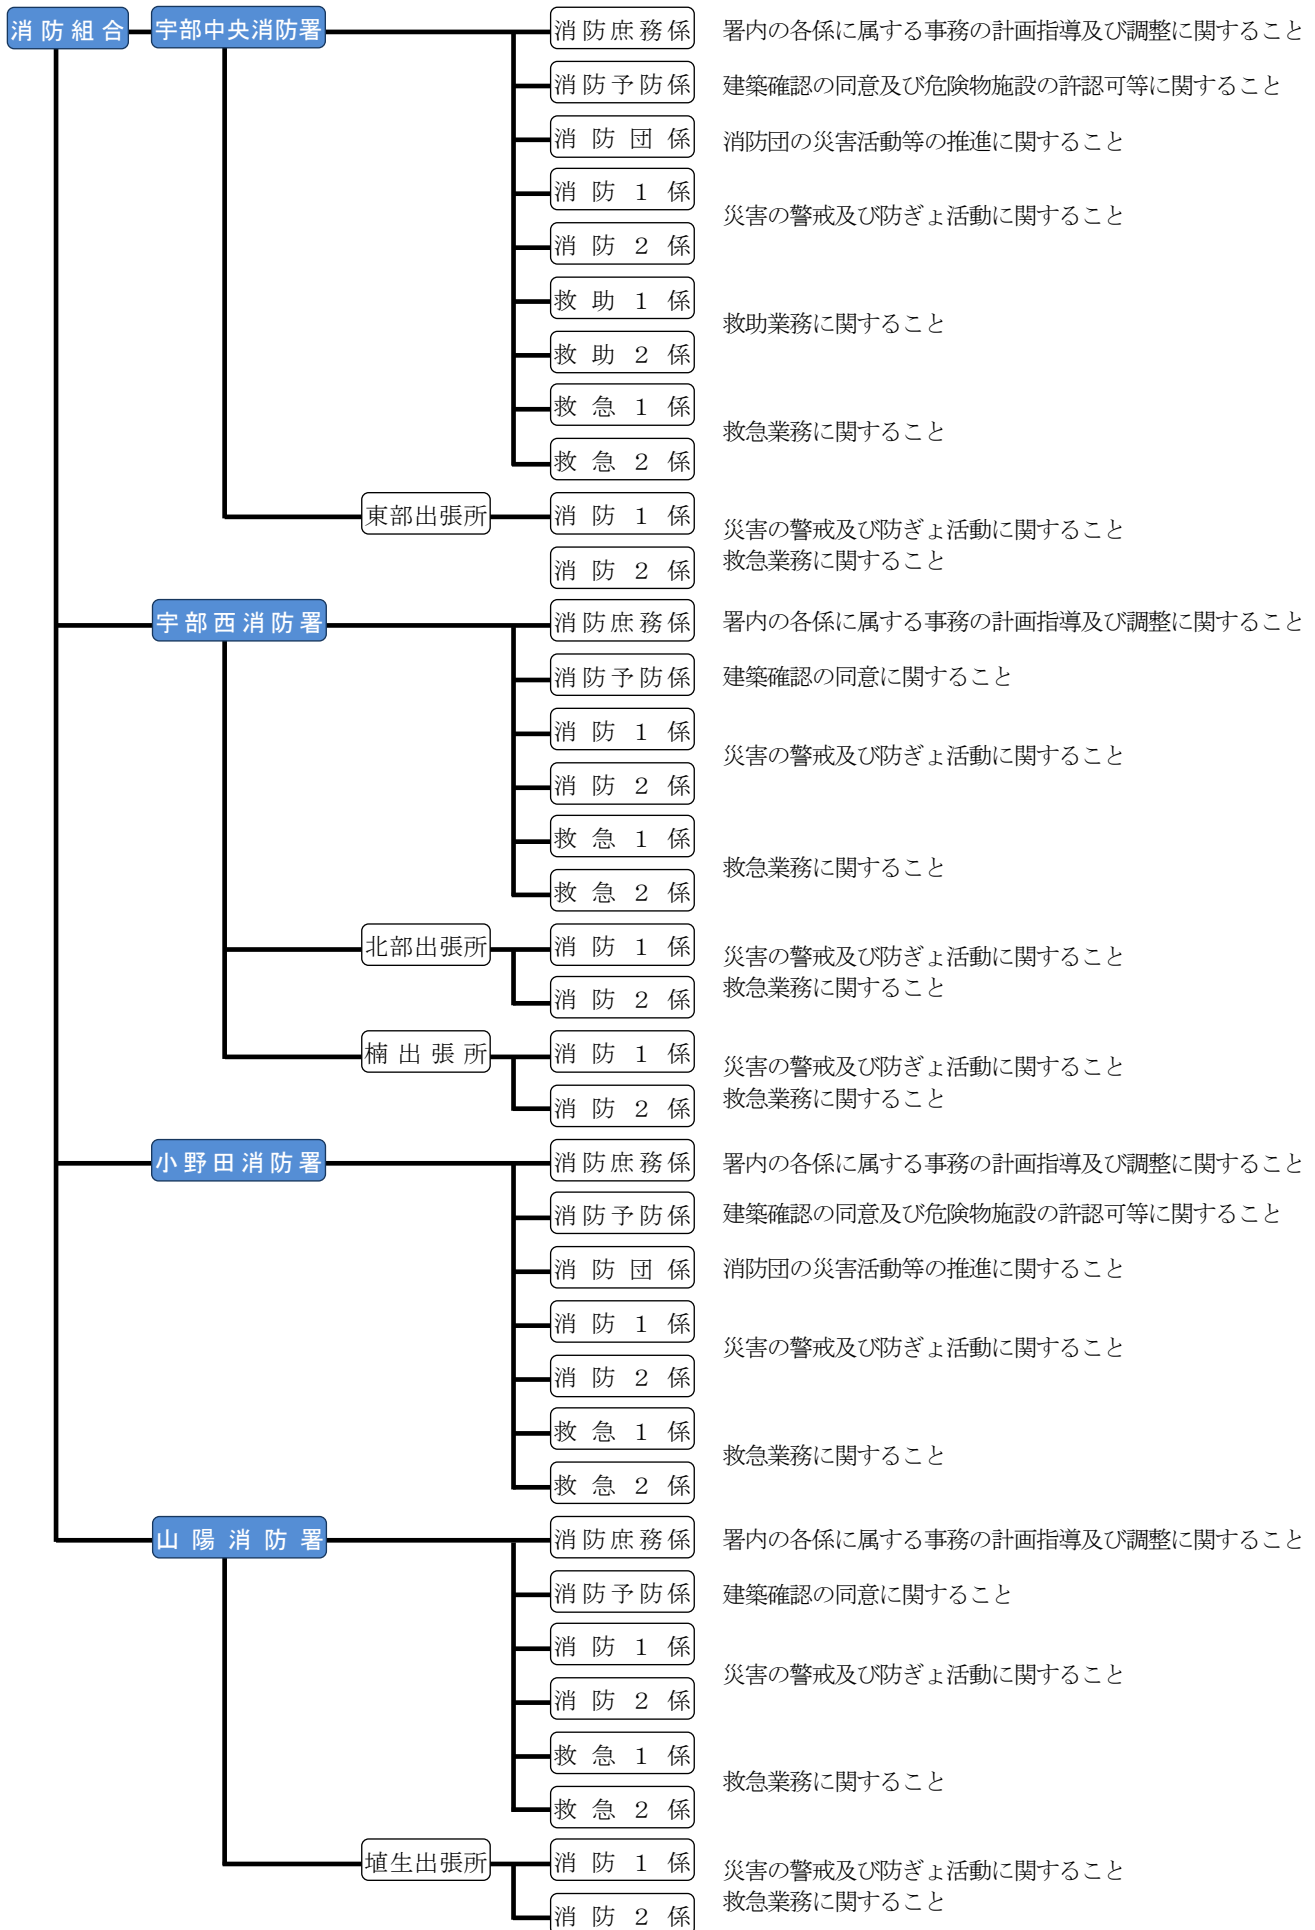 消防組合 宇部中央消防署 消防庶務係 署内の各係に属する事務の計画指導及び調整に関すること
消防予防係 建築確認の同意及び危険物施設の許認可等に関すること
消防団係 消防団の災害活動等の推進に関すること
消防１係
災害の警戒及び防ぎょ活動に関すること
消防２係
救助１係
救助業務に関すること
救助２係
救急１係
救急業務に関すること
救急２係
東部出張所 消防１係 災害の警戒及び防ぎょ活動に関すること
消防２係 救急業務に関すること
宇部西消防署 消防庶務係 署内の各係に属する事務の計画指導及び調整に関すること
消防予防係 建築確認の同意に関すること
消防１係
災害の警戒及び防ぎょ活動に関すること
消防２係
救急１係
救急業務に関すること
救急２係
北部出張所 消防１係 災害の警戒及び防ぎょ活動に関すること
消防２係 救急業務に関すること
楠出張所 消防１係 災害の警戒及び防ぎょ活動に関すること
消防２係 救急業務に関すること
小野田消防署 消防庶務係 署内の各係に属する事務の計画指導及び調整に関すること
消防予防係 建築確認の同意及び危険物施設の許認可等に関すること
消防団係 消防団の災害活動等の推進に関すること
消防１係
災害の警戒及び防ぎょ活動に関すること
消防２係
救急１係
救急業務に関すること
救急２係
山陽消防署 消防庶務係 署内の各係に属する事務の計画指導及び調整に関すること
消防予防係 建築確認の同意に関すること
消防１係
災害の警戒及び防ぎょ活動に関すること
消防２係
救急１係
救急業務に関すること
救急２係
埴生出張所 消防１係 災害の警戒及び防ぎょ活動に関すること
消防２係 救急業務に関すること